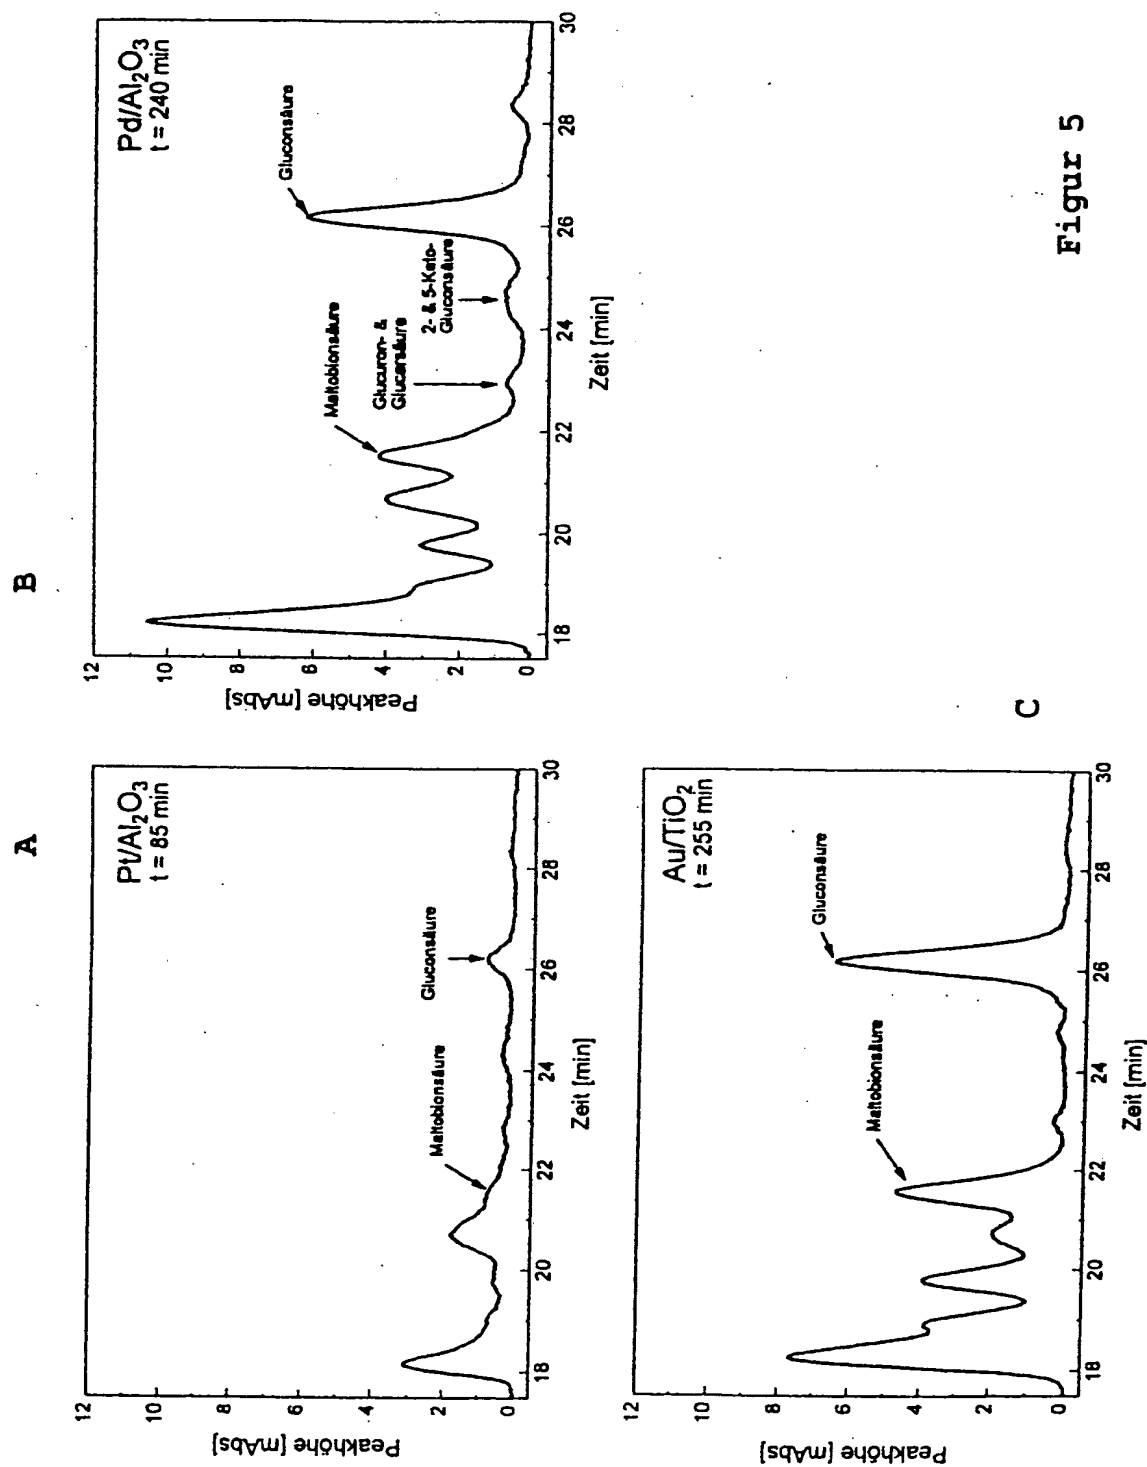 A
Pt/Al2O3
t = 85 min
Maltobionsäure
Gluconsäure
Peakhöhe [mAbs]
12
10
8
6
4
2
0
18
20
22
24
26
28
30
Zeit [min]
B
Pd/Al2O3
t = 240 min
Maltobionsäure
Glucuron- &
Glucarsäure
2- & 5-Keto-
Gluconsäure
Gluconsäure
Peakhöhe [mAbs]
12
10
8
6
4
2
0
18
20
22
24
26
28
30
Zeit [min]
C
Au/TiO2
t = 255 min
Maltobionsäure
Gluconsäure
Peakhöhe [mAbs]
12
10
8
6
4
2
0
18
20
22
24
26
28
30
Zeit [min]
Figur 5